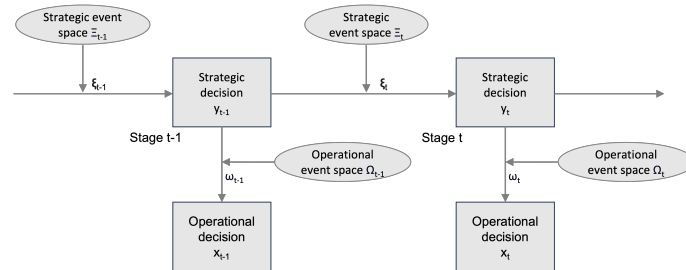 Strategic event
space Ξt-1
Strategic
event space Ξt
ξt-1
ξt
Strategic
decision
yt-1
Strategic
decision
yt
Stage t-1
Stage t
Operational
event space Ωt-1
Operational
event space Ωt
ωt-1
ωt
Operational
decision
xt-1
Operational
decision
xt